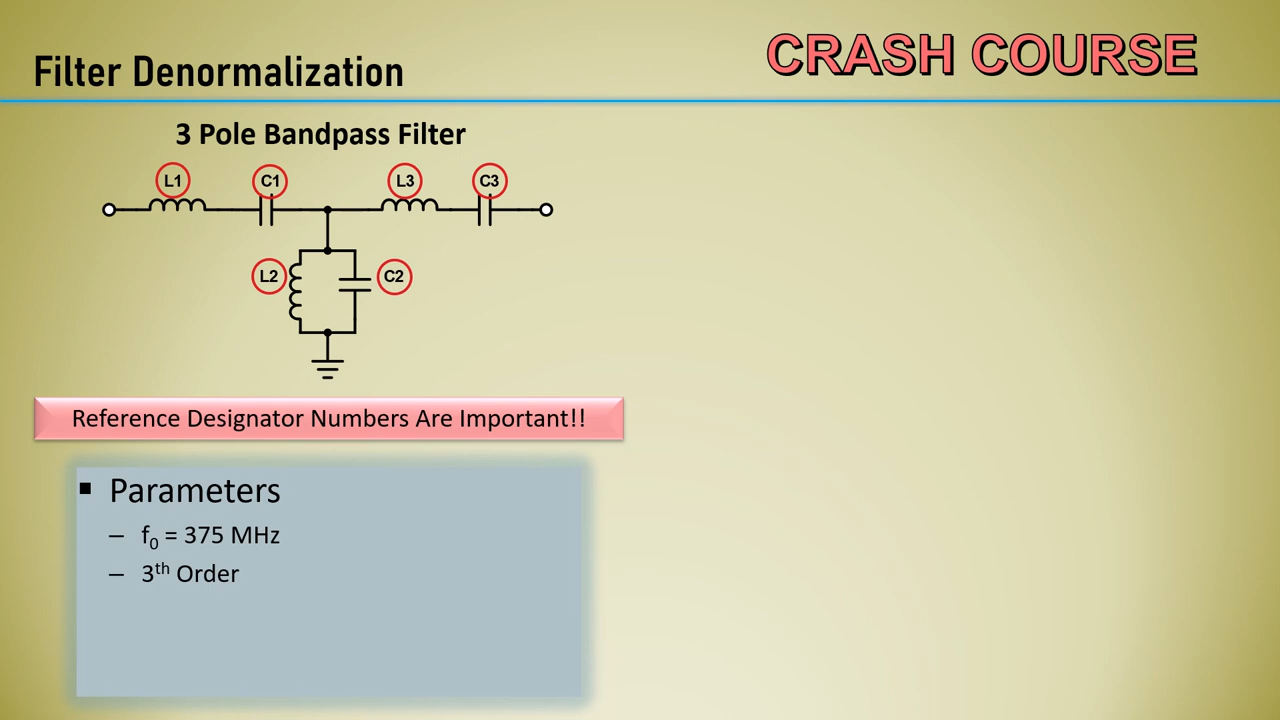 Filter Denormalization
CRASH COURSE
3 Pole Bandpass Filter
L1 C1 L3 C3
L2 C2
Reference Designator Numbers Are Important!!
▪ Parameters
– f₀ = 375 MHz
– 3ᵗʰ Order